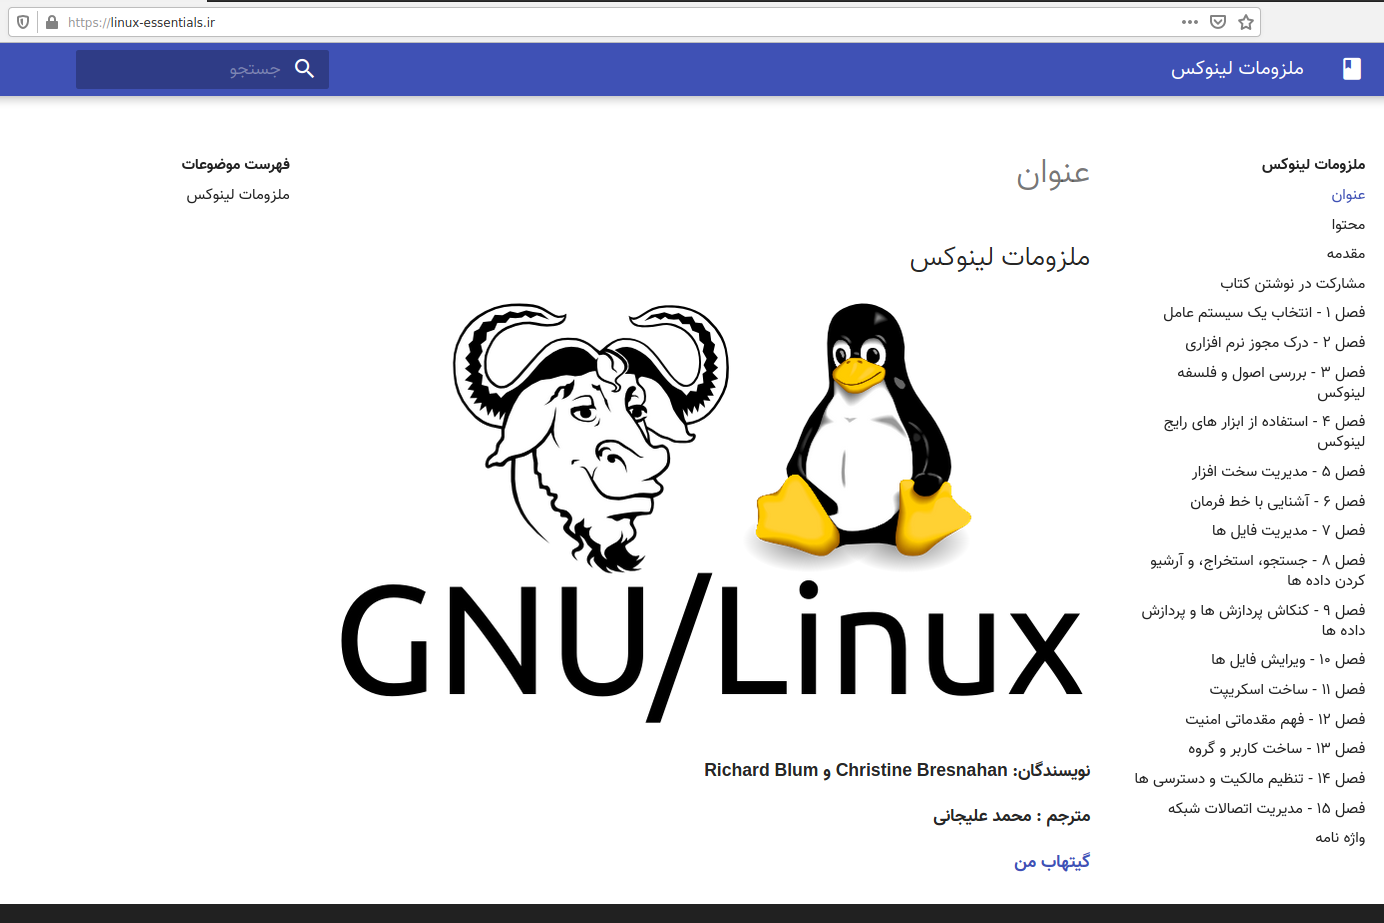 https://linux-essentials.ir
ملزومات لینوکس
جستجو
ملزومات لینوکس
عنوان
محتوا
مقدمه
مشارکت در نوشتن کتاب
فصل ۱ - انتخاب یک سیستم عامل
فصل ۲ - درک مجوز نرم افزاری
فصل ۳ - بررسی اصول و فلسفه
لینوکس
فصل ۴ - استفاده از ابزار های رایج
لینوکس
فصل ۵ - مدیریت سخت افزار
فصل ۶ - آشنایی با خط فرمان
فصل ۷ - مدیریت فایل ها
فصل ۸ - جستجو، استخراج، و آرشیو
کردن داده ها
فصل ۹ - کنکاش پردازش ها و پردازش
داده ها
فصل ۱۰ - ویرایش فایل ها
فصل ۱۱ - ساخت اسکریپت
فصل ۱۲ - فهم مقدماتی امنیت
فصل ۱۳ - ساخت کاربر و گروه
فصل ۱۴ - تنظیم مالکیت و دسترسی ها
فصل ۱۵ - مدیریت اتصالات شبکه
واژه نامه
عنوان
ملزومات لینوکس
GNU/Linux
نویسندگان: Christine Bresnahan و Richard Blum
مترجم : محمد علیجانی
گیتهاب من
فهرست موضوعات
ملزومات لینوکس